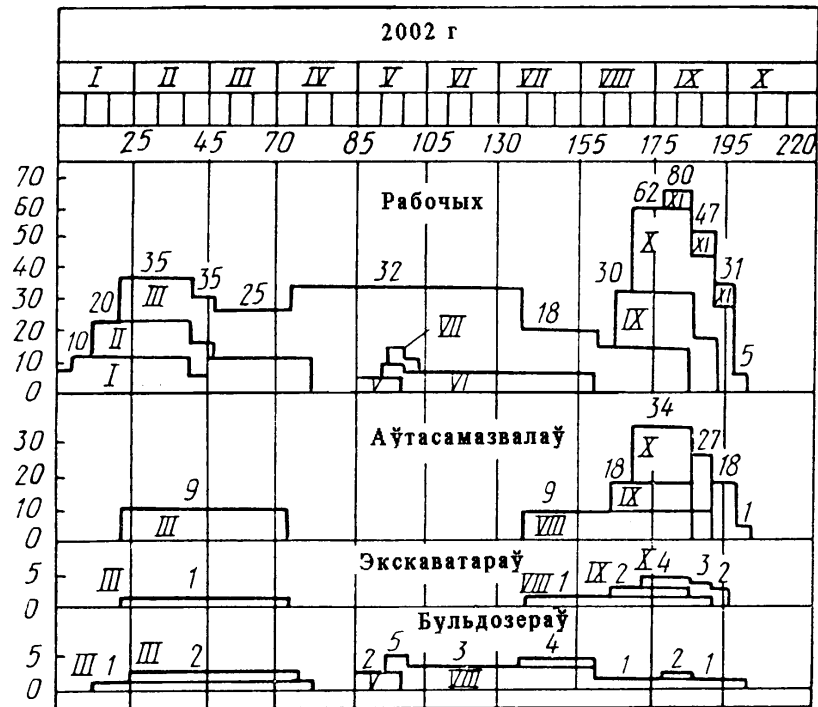 2002 г
I II III IV V VI VII VIII IX X
25 45 70 85 105 130 155 175 195 220
Рабочых
70
60
50
40
30
20
10
0
10 20 35 35 25 32 18 30 62 80 47 31 5
I II III V VI VII IX X XI XI XI
Аўтасамазвалаў
30
20
10
0
9 9 18 34 27 18 1
III VIII IX X
Экскаватараў
5
0
III 1 VIII 1 IX 2 X 4 3 2
Бульдозераў
5
0
III 1 III 2 2 V 5 3 VIII 4 1 2 1